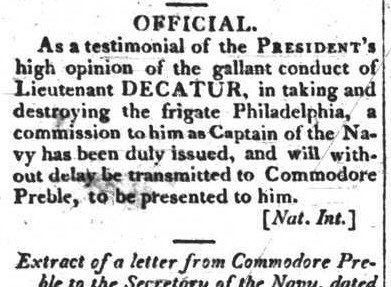 OFFICIAL.
As a testimonial of the PRESIDENT's
high opinion of the gallant conduct of
Lieutenant DECATUR, in taking and
destroying the frigate Philadelphia, a
commission to him as Captain of the Na-
vy has been duly issued, and will with-
out delay be transmitted to Commodore
Preble, to be presented to him.
[Nat. Int.]
Extract of a letter from Commodore Pre-
ble to the Secretary of the Navy, dated